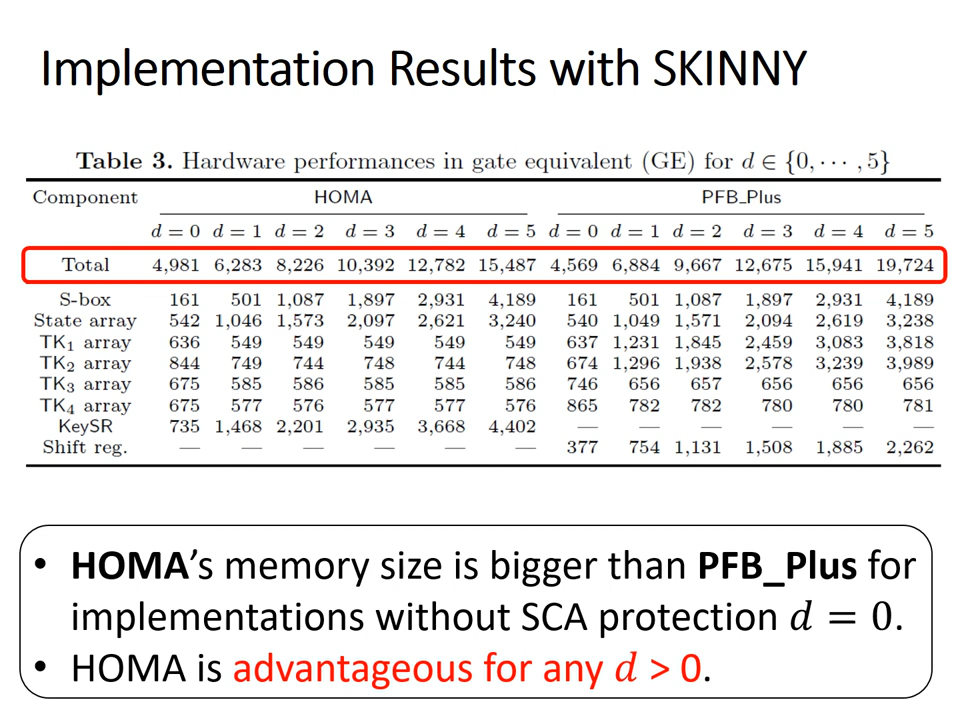 Implementation Results with SKINNY
Table 3. Hardware performances in gate equivalent (GE) for d ∈ {0, ··· , 5}
Component HOMA PFB_Plus
d = 0 d = 1 d = 2 d = 3 d = 4 d = 5 d = 0 d = 1 d = 2 d = 3 d = 4 d = 5
Total 4,981 6,283 8,226 10,392 12,782 15,487 4,569 6,884 9,667 12,675 15,941 19,724
S-box 161 501 1,087 1,897 2,931 4,189 161 501 1,087 1,897 2,931 4,189
State array 542 1,046 1,573 2,097 2,621 3,240 540 1,049 1,571 2,094 2,619 3,238
TK₁ array 636 549 549 549 549 549 637 1,231 1,845 2,459 3,083 3,818
TK₂ array 844 749 744 748 744 748 674 1,296 1,938 2,578 3,239 3,989
TK₃ array 675 585 586 585 585 586 746 656 657 656 656 656
TK₄ array 675 577 576 577 577 576 865 782 782 780 780 781
KeySR 735 1,468 2,201 2,935 3,668 4,402 — — — — — —
Shift reg. — — — — — — 377 754 1,131 1,508 1,885 2,262
• HOMA's memory size is bigger than PFB_Plus for
implementations without SCA protection d = 0.
• HOMA is advantageous for any d > 0.